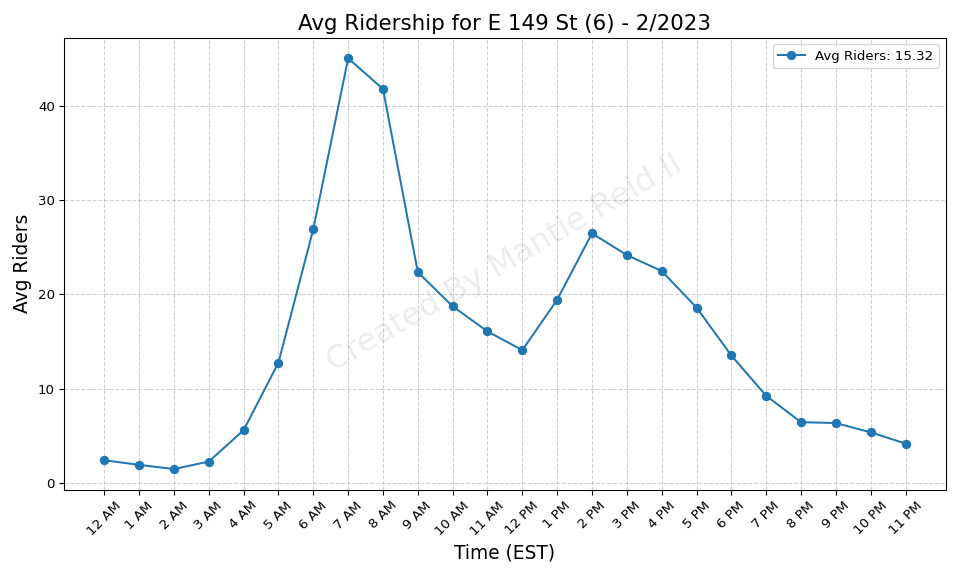 Avg Ridership for E 149 St (6) - 2/2023
Avg Riders: 15.32
Avg Riders
40
30
20
10
0
Created By Mantie Reid II
12 AM
1 AM
2 AM
3 AM
4 AM
5 AM
6 AM
7 AM
8 AM
9 AM
10 AM
11 AM
12 PM
1 PM
2 PM
3 PM
4 PM
5 PM
6 PM
7 PM
8 PM
9 PM
10 PM
11 PM
Time (EST)